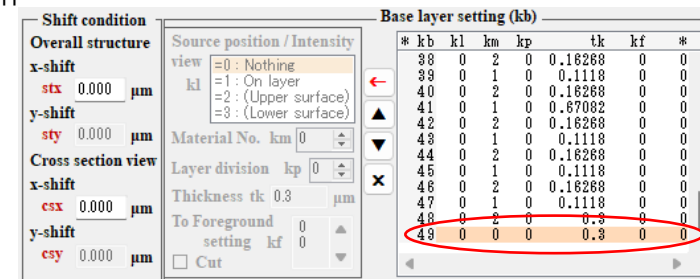 Shift condition
Overall structure
x-shift
stx 0.000 μm
y-shift
sty 0.000 μm
Cross section view
x-shift
csx 0.000 μm
y-shift
csy 0.000 μm
Source position / Intensity
view
kl
=0 : Nothing
=1 : On layer
=2 : (Upper surface)
=3 : (Lower surface)
Material No. km 0
Layer division kp 0
Thickness tk 0.3 μm
To Foreground 0
setting kf 0
Cut
Base layer setting (kb)
* kb kl km kp tk kf *
38 0 2 0 0.16268 0 0
39 0 1 0 0.1118 0 0
40 0 2 0 0.16268 0 0
41 0 1 0 0.67082 0 0
42 0 2 0 0.16268 0 0
43 0 1 0 0.1118 0 0
44 0 2 0 0.16268 0 0
45 0 1 0 0.1118 0 0
46 0 2 0 0.16268 0 0
47 0 1 0 0.1118 0 0
48 0 2 0 0.3 0 0
49 0 0 0 0.3 0 0